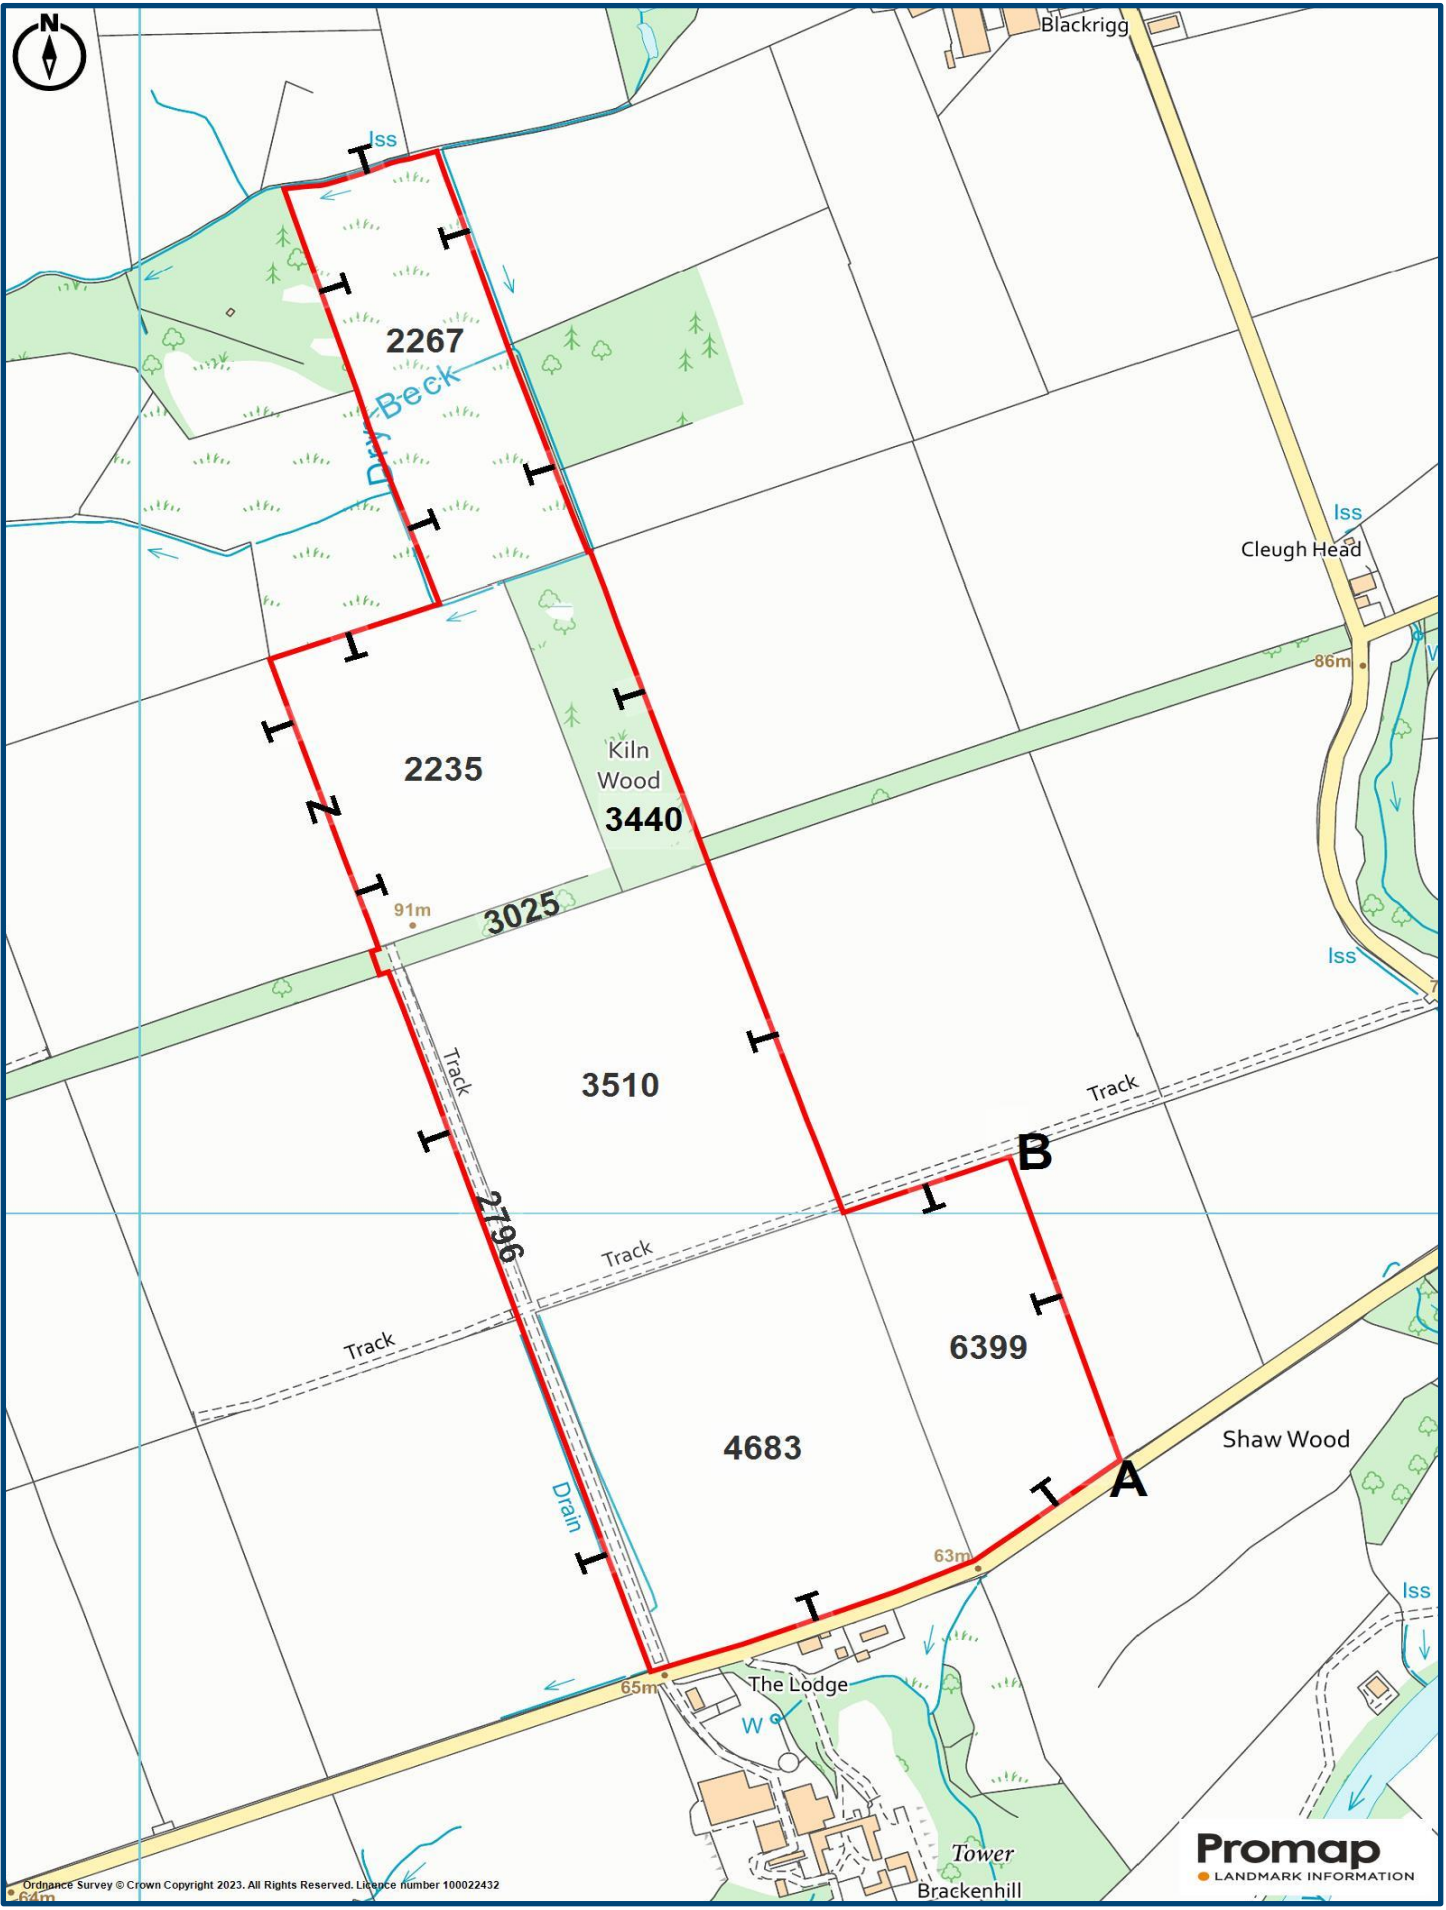 N
Blackrigg
Iss
2267
Dry Beck
Iss
Cleugh Head
86m
W
Kiln
Wood
2235
3440
3025
91m
Iss
7
Track
3510
Track
B
2796
Track
Track
6399
4683
Shaw Wood
A
Drain
63m
Iss
65m
The Lodge
W
Tower
Brackenhill
Promap
LANDMARK INFORMATION
Ordnance Survey © Crown Copyright 2023. All Rights Reserved. Licence number 100022432
64m